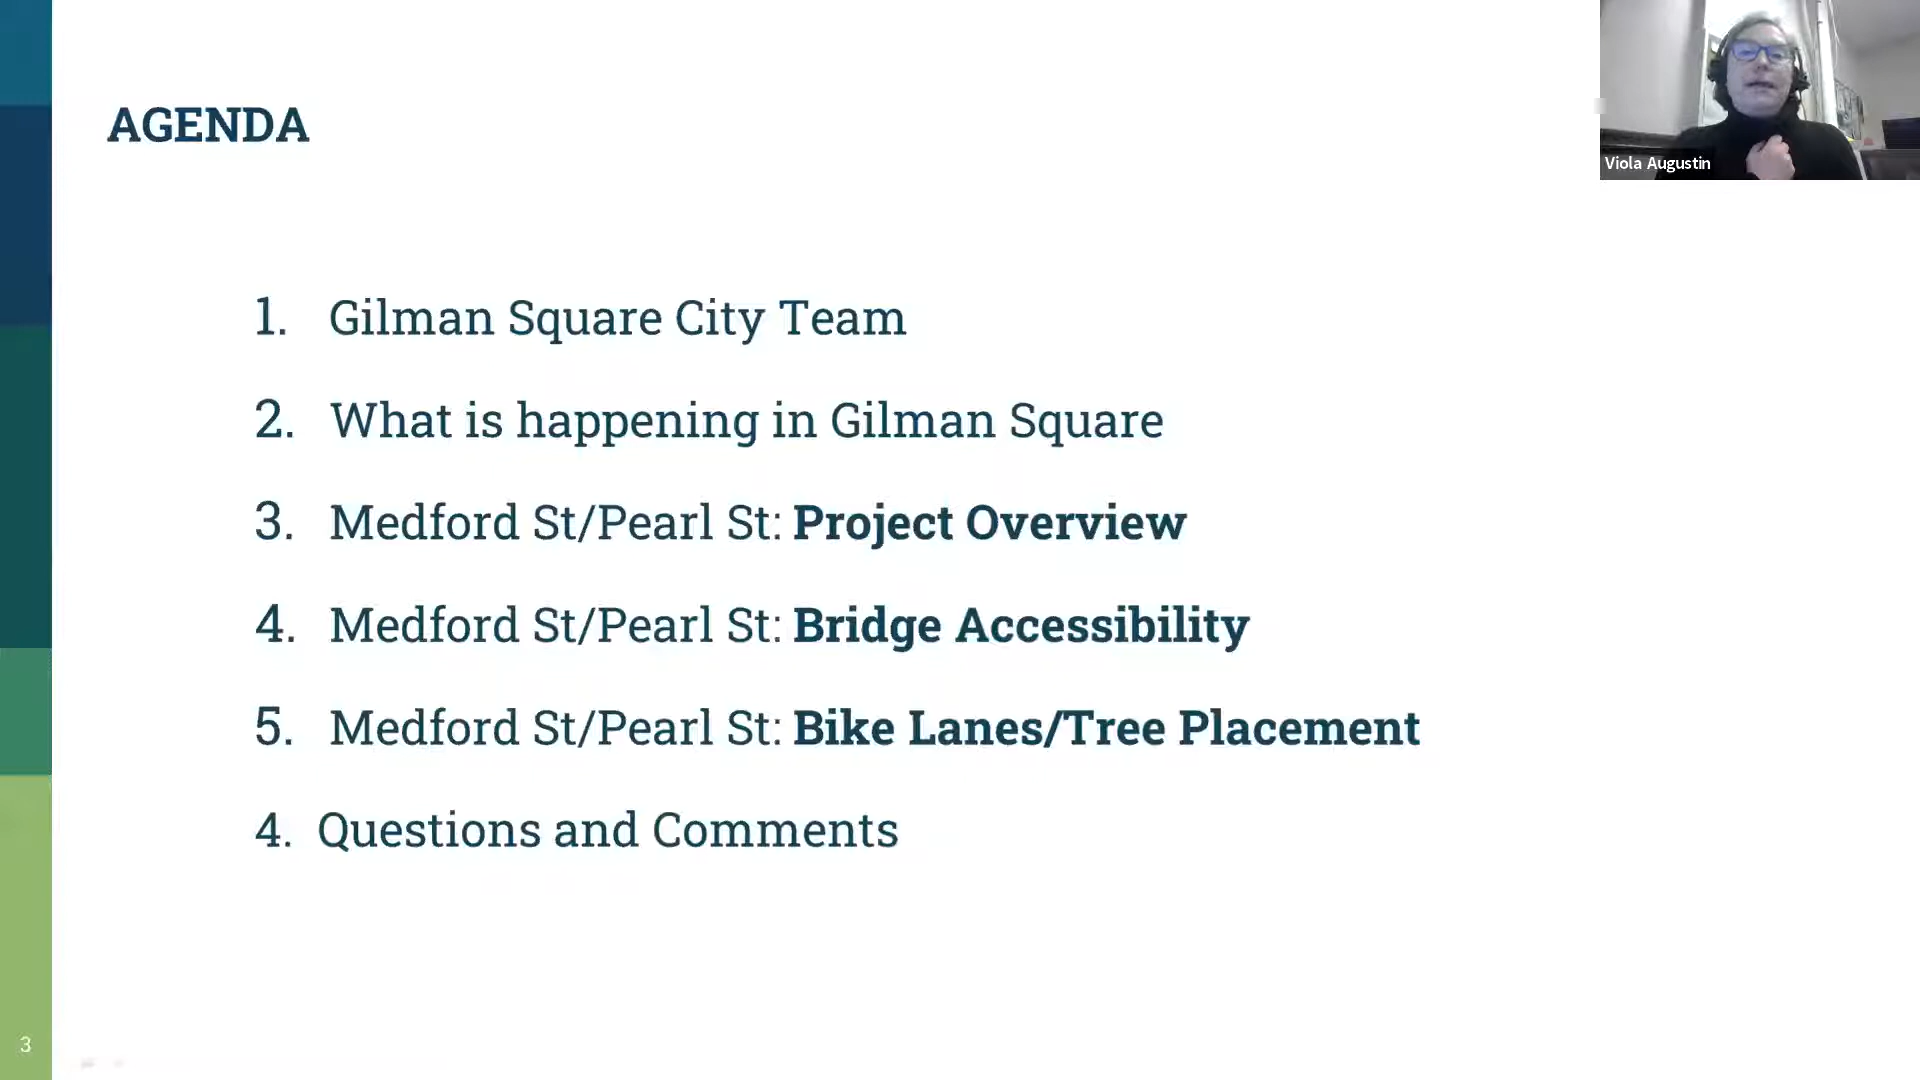 AGENDA
Viola Augustin
1. Gilman Square City Team
2. What is happening in Gilman Square
3. Medford St/Pearl St: Project Overview
4. Medford St/Pearl St: Bridge Accessibility
5. Medford St/Pearl St: Bike Lanes/Tree Placement
4. Questions and Comments
3